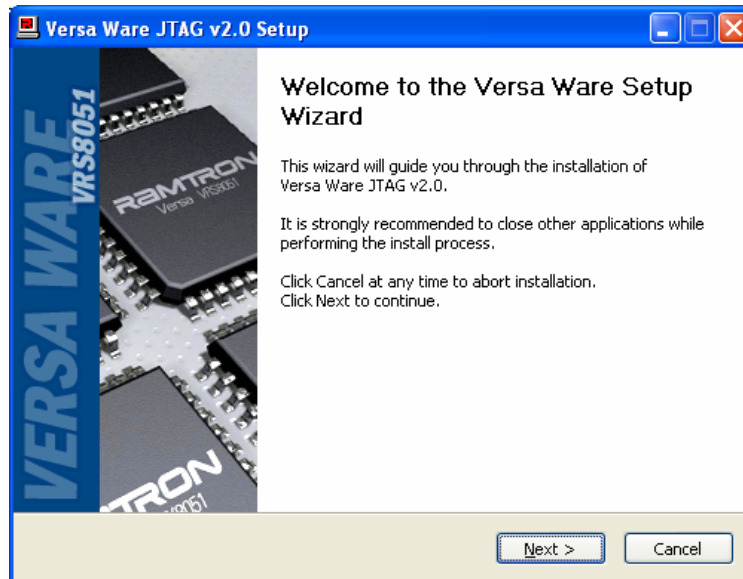 Versa Ware JTAG v2.0 Setup
VERSA WARE
VRS8051
RAMTRON
Versa VRS8051
Welcome to the Versa Ware Setup
Wizard
This wizard will guide you through the installation of
Versa Ware JTAG v2.0.
It is strongly recommended to close other applications while
performing the install process.
Click Cancel at any time to abort installation.
Click Next to continue.
TRON
Next >
Cancel